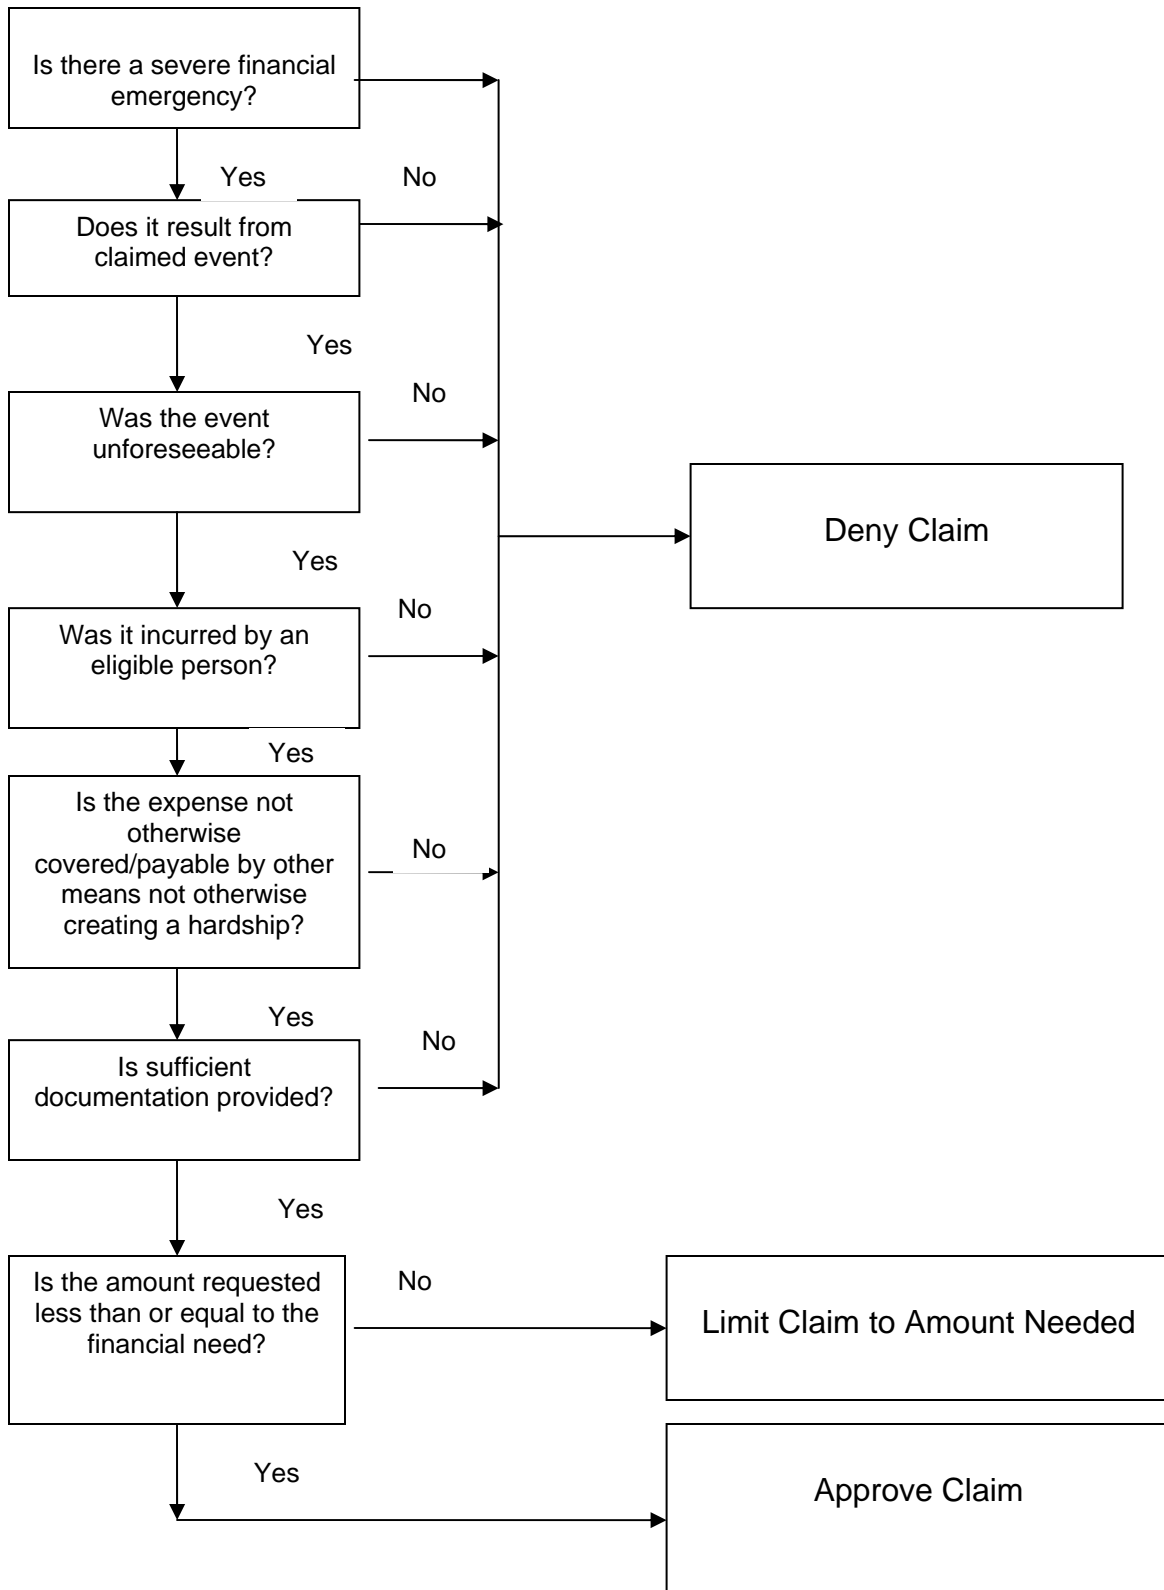 Is there a severe financial
emergency?
Yes
No
Does it result from
claimed event?
Yes
No
Was the event
unforeseeable?
Deny Claim
Yes
No
Was it incurred by an
eligible person?
Yes
Is the expense not
otherwise
covered/payable by other
means not otherwise
creating a hardship?
No
Yes
No
Is sufficient
documentation provided?
Yes
Is the amount requested
less than or equal to the
financial need?
No
Limit Claim to Amount Needed
Yes
Approve Claim